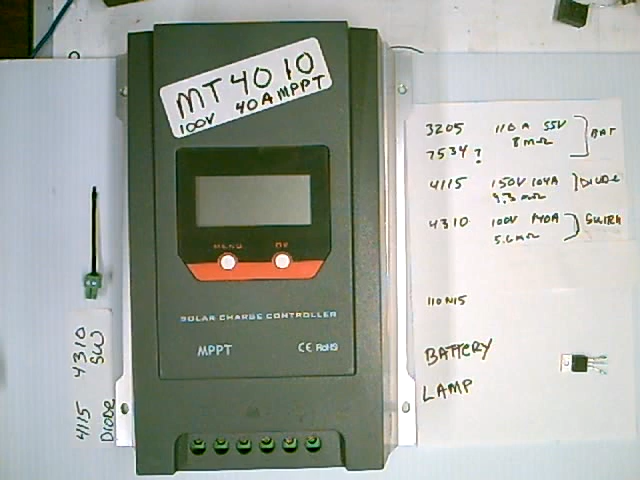 MT4010
100V 40A MPPT
MENU OK
SOLAR CHARGE CONTROLLER
MPPT CE RoHS
4310 SW
4115 DIODE
3205 110A 55V
8mΩ
7534 ?
BAT
4115 150V 104A
9.3mΩ
DIODE
4310 100V 140A
5.6mΩ
110N15
BATTERY
LAMP